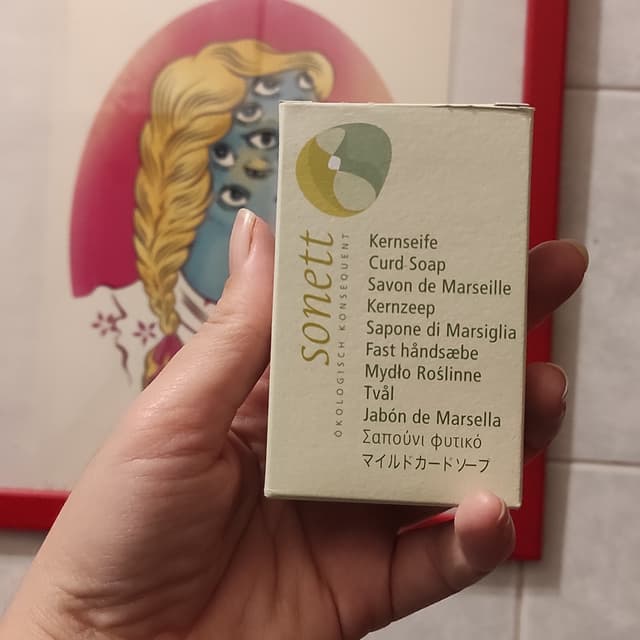 sonett
ÖKOLOGISCH KONSEQUENT
Kernseife
Curd Soap
Savon de Marseille
Kernzeep
Sapone di Marsiglia
Fast håndsæbe
Mydło Roślinne
Tvål
Jabón de Marsella
Σαπούνι φυτικό
マイルドカードソープ